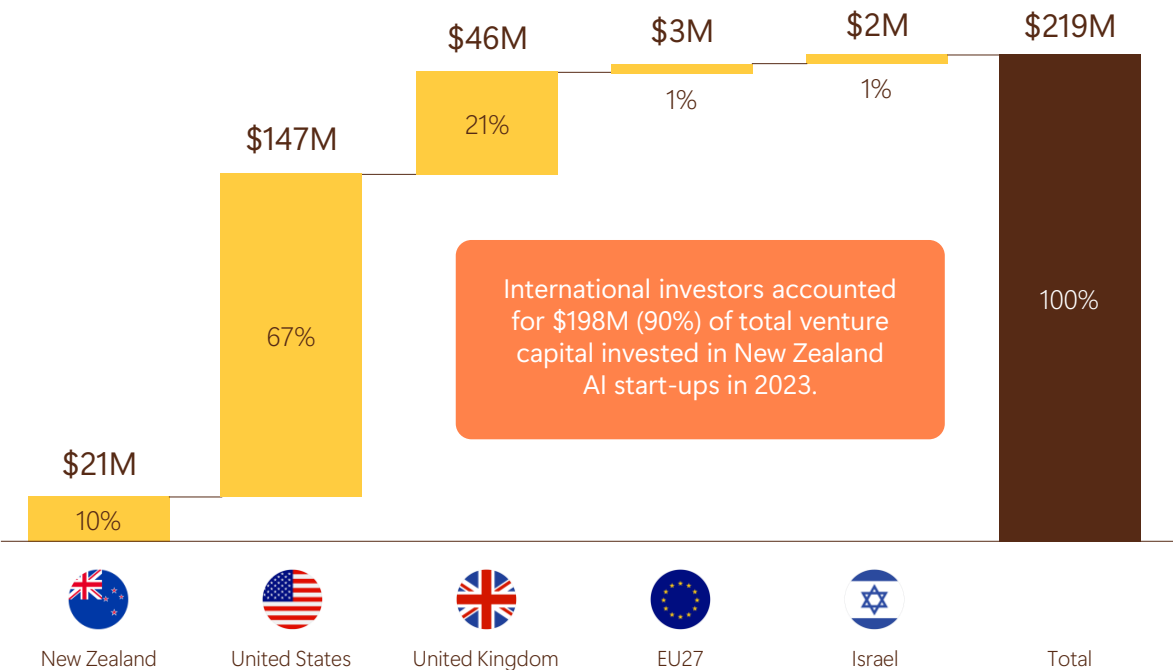 $46M
$3M
$2M
$219M
1%
1%
21%
$147M
International investors accounted
for $198M (90%) of total venture
capital invested in New Zealand
AI start-ups in 2023.
100%
67%
$21M
10%
New Zealand
United States
United Kingdom
EU27
Israel
Total